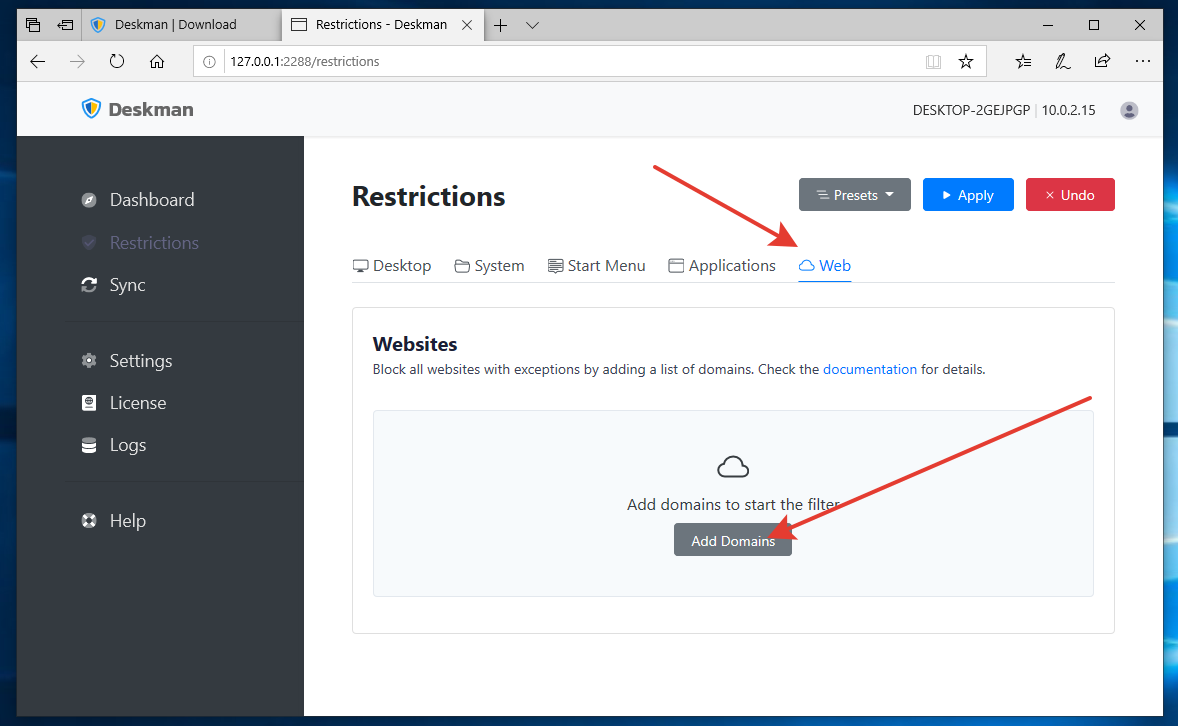 Deskman | Download
Restrictions - Deskman
127.0.0.1:2288/restrictions
Deskman
DESKTOP-2GEJPGP | 10.0.2.15
Dashboard
Restrictions
Sync
Settings
License
Logs
Help
Restrictions
Presets
Apply
Undo
Desktop
System
Start Menu
Applications
Web
Websites
Block all websites with exceptions by adding a list of domains. Check the documentation for details.
Add domains to start the filter
Add Domains